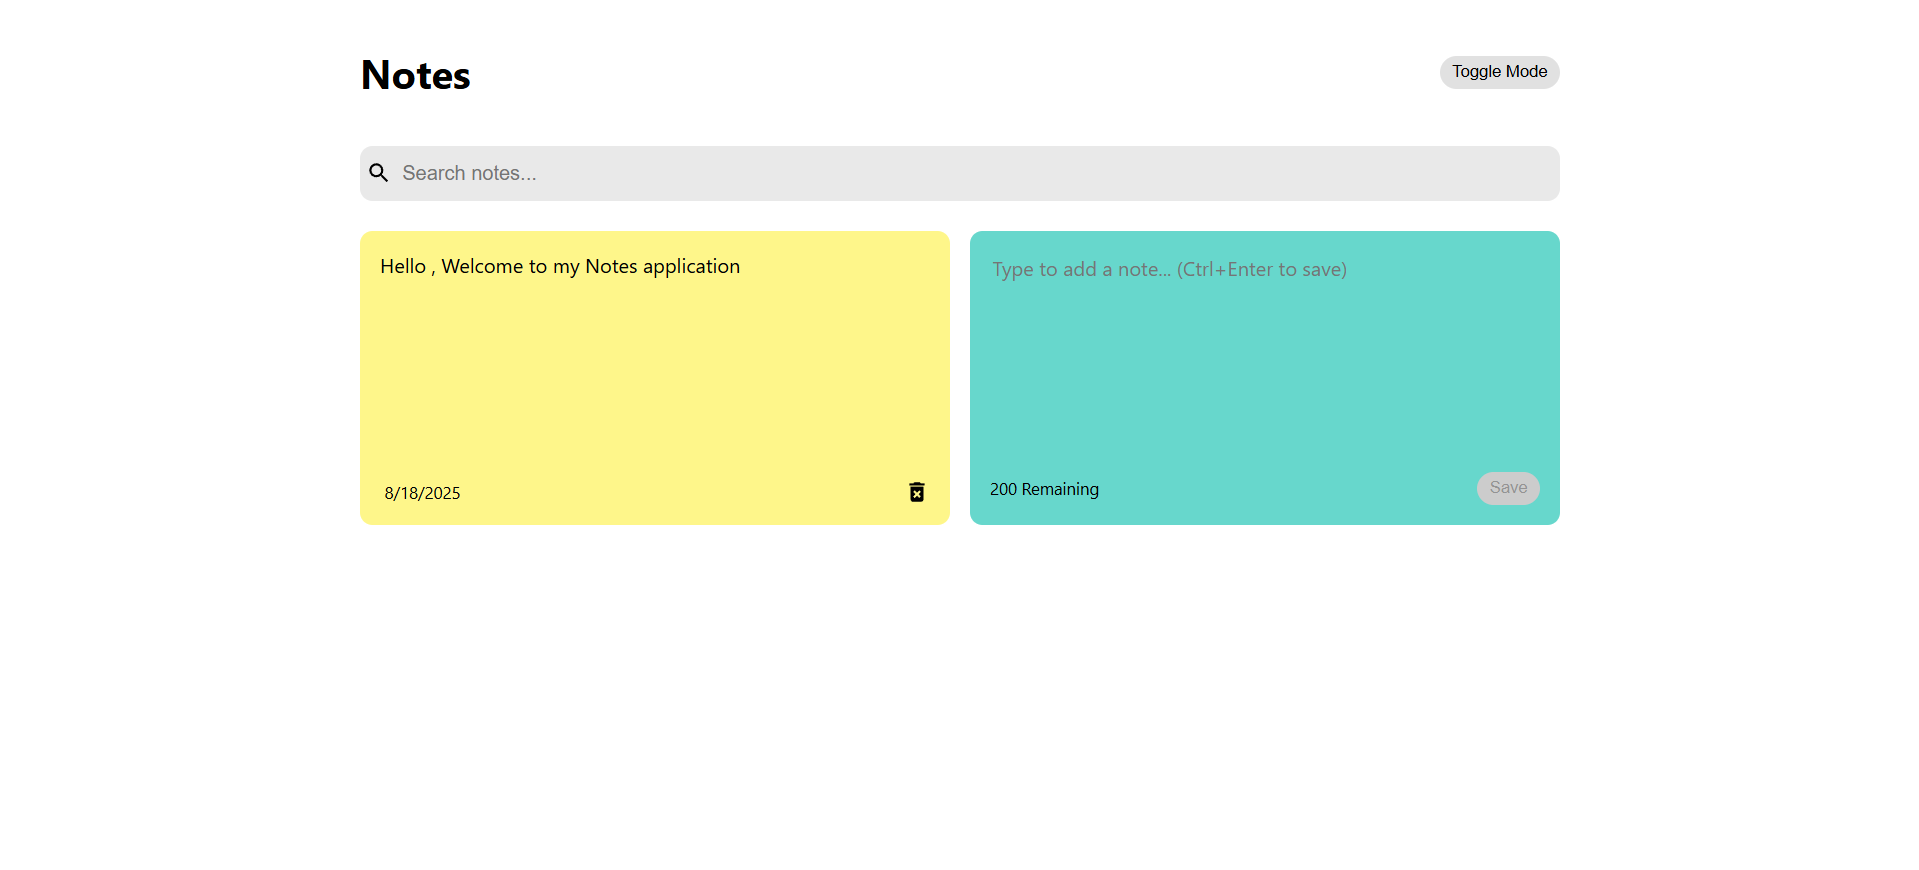 Notes
Toggle Mode
Search notes...
Hello , Welcome to my Notes application
8/18/2025
Type to add a note... (Ctrl+Enter to save)
200 Remaining
Save